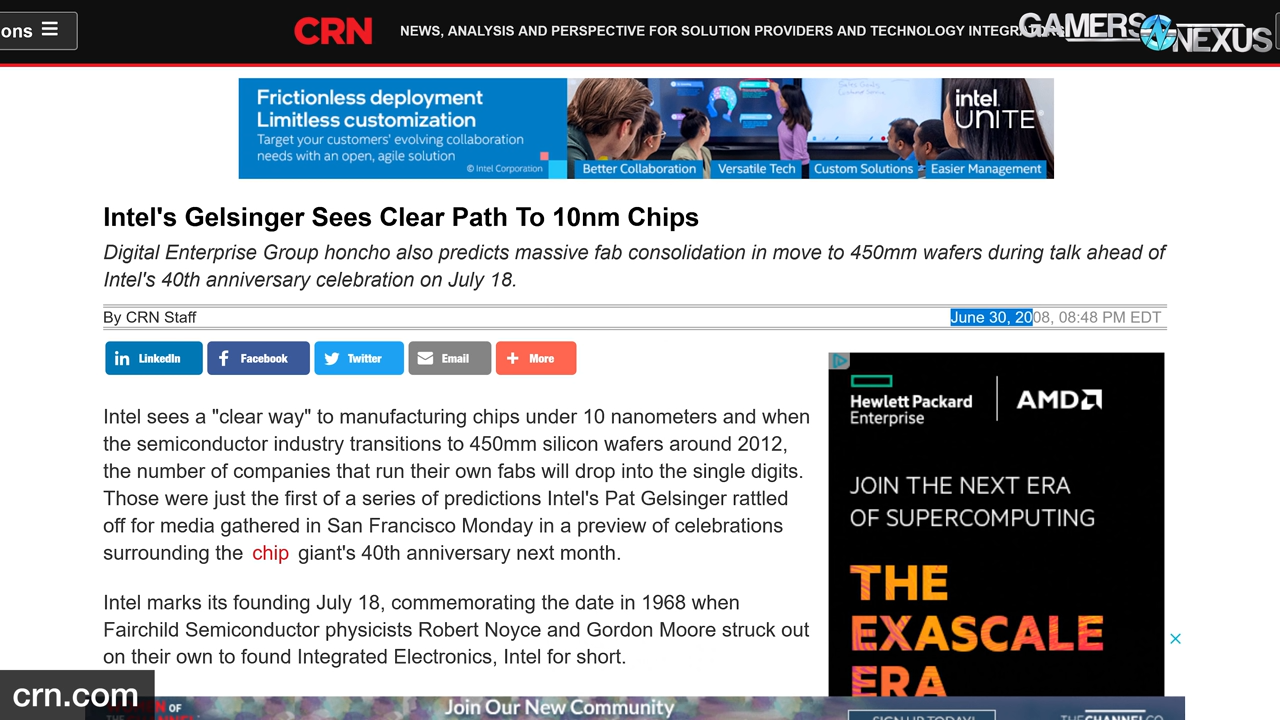 ons
CRN
NEWS, ANALYSIS AND PERSPECTIVE FOR SOLUTION PROVIDERS AND TECHNOLOGY
GAMERS NEXUS
Frictionless deployment
Limitless customization
Target your customers' evolving collaboration
needs with an open, agile solution
© Intel Corporation
intel
UNITE
Better Collaboration
Versatile Tech
Custom Solutions
Easier Management
Intel's Gelsinger Sees Clear Path To 10nm Chips
Digital Enterprise Group honcho also predicts massive fab consolidation in move to 450mm wafers during talk ahead of
Intel's 40th anniversary celebration on July 18.
By CRN Staff
June 30, 2008, 08:48 PM EDT
in LinkedIn
f Facebook
Twitter
Email
+ More
Intel sees a "clear way" to manufacturing chips under 10 nanometers and when
the semiconductor industry transitions to 450mm silicon wafers around 2012,
the number of companies that run their own fabs will drop into the single digits.
Those were just the first of a series of predictions Intel's Pat Gelsinger rattled
off for media gathered in San Francisco Monday in a preview of celebrations
surrounding the chip giant's 40th anniversary next month.
Intel marks its founding July 18, commemorating the date in 1968 when
Fairchild Semiconductor physicists Robert Noyce and Gordon Moore struck out
on their own to found Integrated Electronics, Intel for short.
Hewlett Packard
Enterprise
AMD
JOIN THE NEXT ERA
OF SUPERCOMPUTING
THE
EXASCALE
ERA
crn.com
OF
Join Our New Community
SIGN UP TODAY!
THE CHANNEL CO